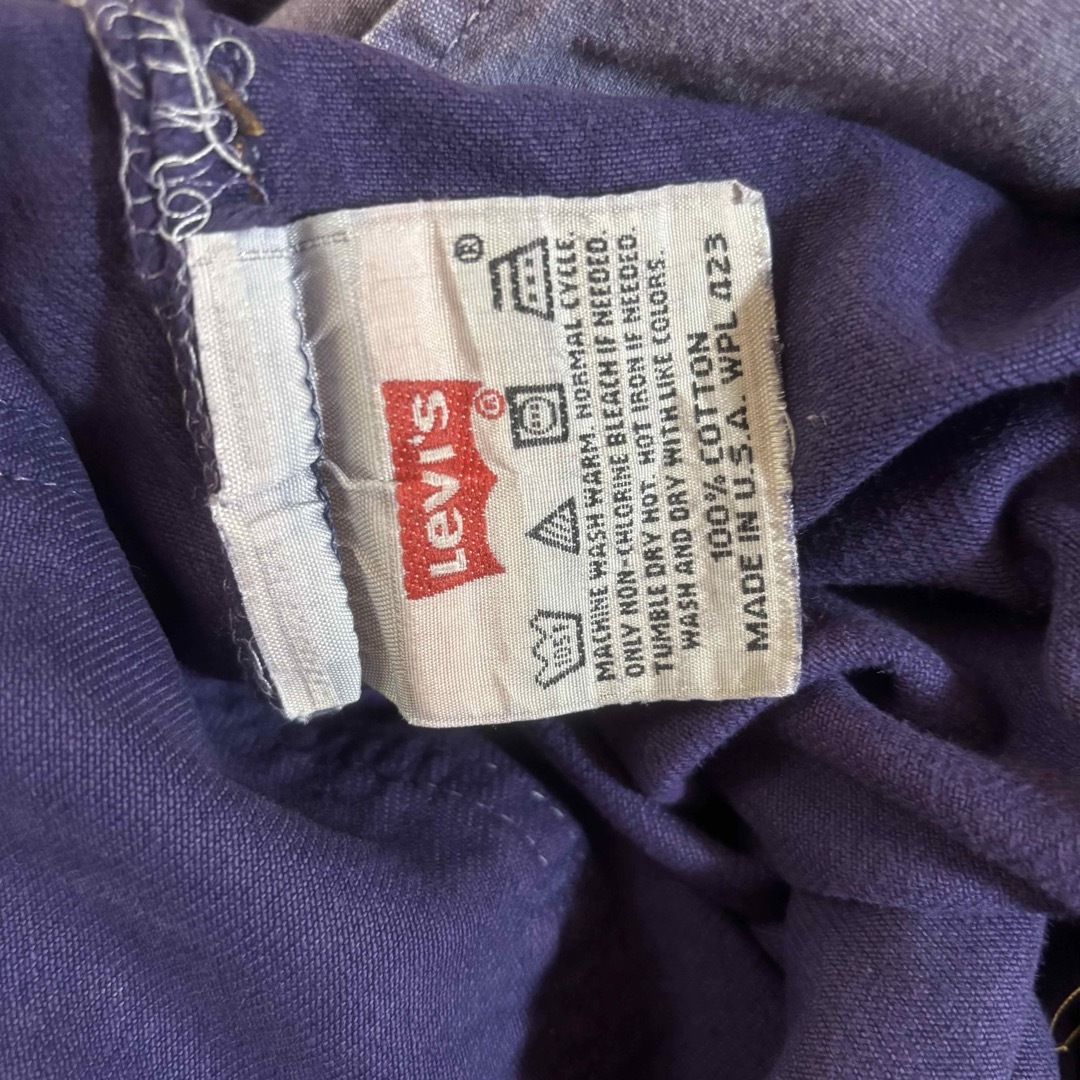 Levi's®
®
MACHINE WASH WARM. NORMAL CYCLE.
ONLY NON-CHLORINE BLEACH IF NEEDED.
TUMBLE DRY HOT. HOT IRON IF NEEDED.
WASH AND DRY WITH LIKE COLORS.
100% COTTON
MADE IN U.S.A. WPL 423